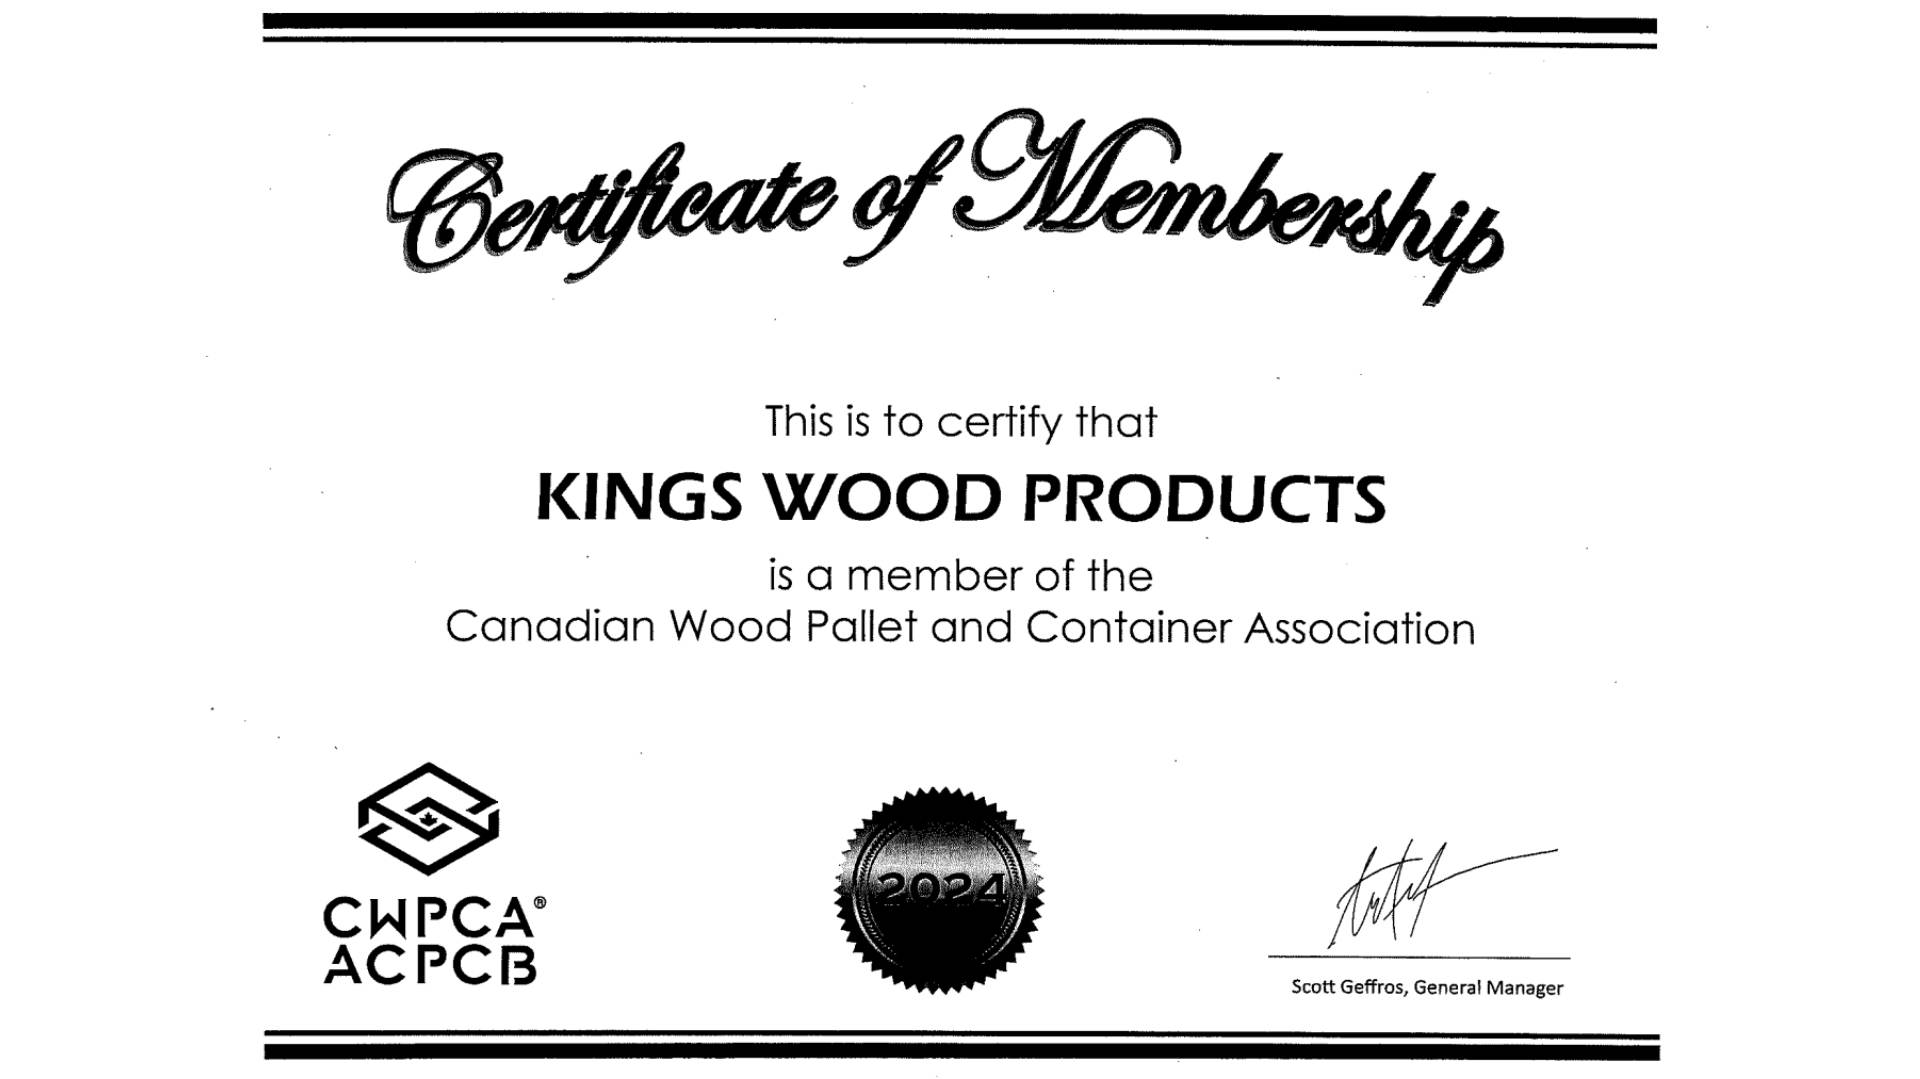 Certificate of Membership
This is to certify that
KINGS WOOD PRODUCTS
is a member of the
Canadian Wood Pallet and Container Association
CWPCA®
ACPCB
2024
Scott Geffros, General Manager